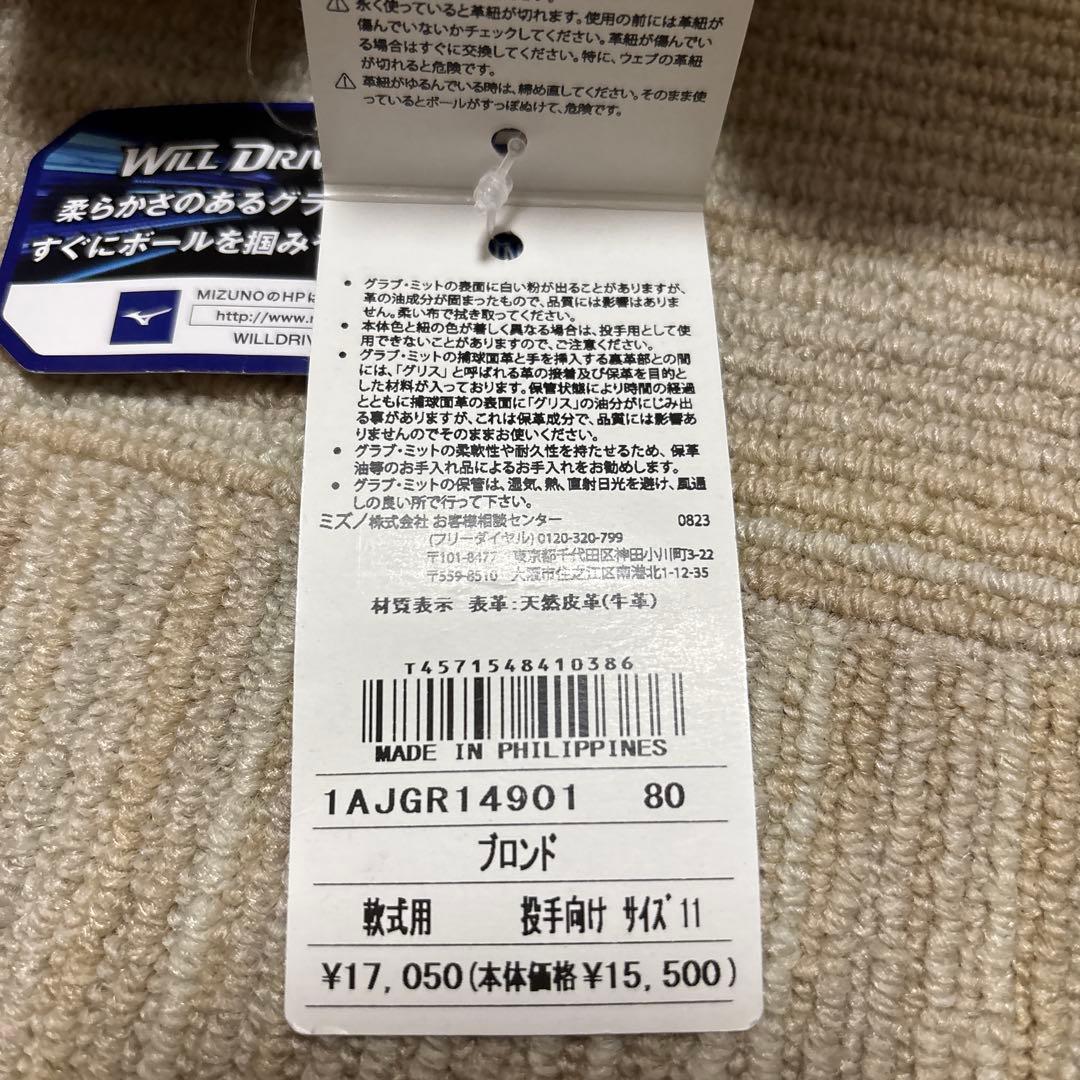 永く使っていると革紐が切れます。使用の前には革紐が
傷んでいないかチェックしてください。革紐が傷んでい
る場合はすぐに交換してください。特に、ウェブの革紐
が切れると危険です。
⚠ 革紐がゆるんでいる時は、締め直してください。そのまま使
っているとボールがすっぽぬけて、危険です。
WILL DRIV
柔らかさのあるグラ
すぐにボールを掴みや
MIZUNOのHPは
http://www.
WILLDRIV
• グラブ・ミットの表面に白い粉が出ることがありますが、
革の油成分が固まったもので、品質には影響はありま
せん。柔い布で拭き取ってください。
• 本体色と紐の色が著しく異なる場合は、投手用として使
用できないことがありますので、ご注意ください。
• グラブ・ミットの捕球面革と手を挿入する裏革部との間
には、「グリス」と呼ばれる革の接着及び保革を目的と
した材料が入っております。保管状態により時間の経過
とともに捕球面革の表面に「グリス」の油分がにじみ出
る事がありますが、これは保革成分で、品質には影響あ
りませんのでそのままお使いください。
• グラブ・ミットの柔軟性や耐久性を持たせるため、保革
油等のお手入れ品によるお手入れをお勧めします。
• グラブ・ミットの保管は、湿気、熱、直射日光を避け、風通
しの良い所で行って下さい。
ミズノ株式会社 お客様相談センター 0823
(フリーダイヤル) 0120-320-799
〒101-8477 東京都千代田区神田小川町3-22
〒559-8510 大阪市住之江区南港北1-12-35
材質表示 表革:天然皮革(牛革)
T4571548410386
MADE IN PHILIPPINES
1AJGR14901 80
ブロンド
軟式用 投手向け サイズ11
¥17,050(本体価格¥15,500)